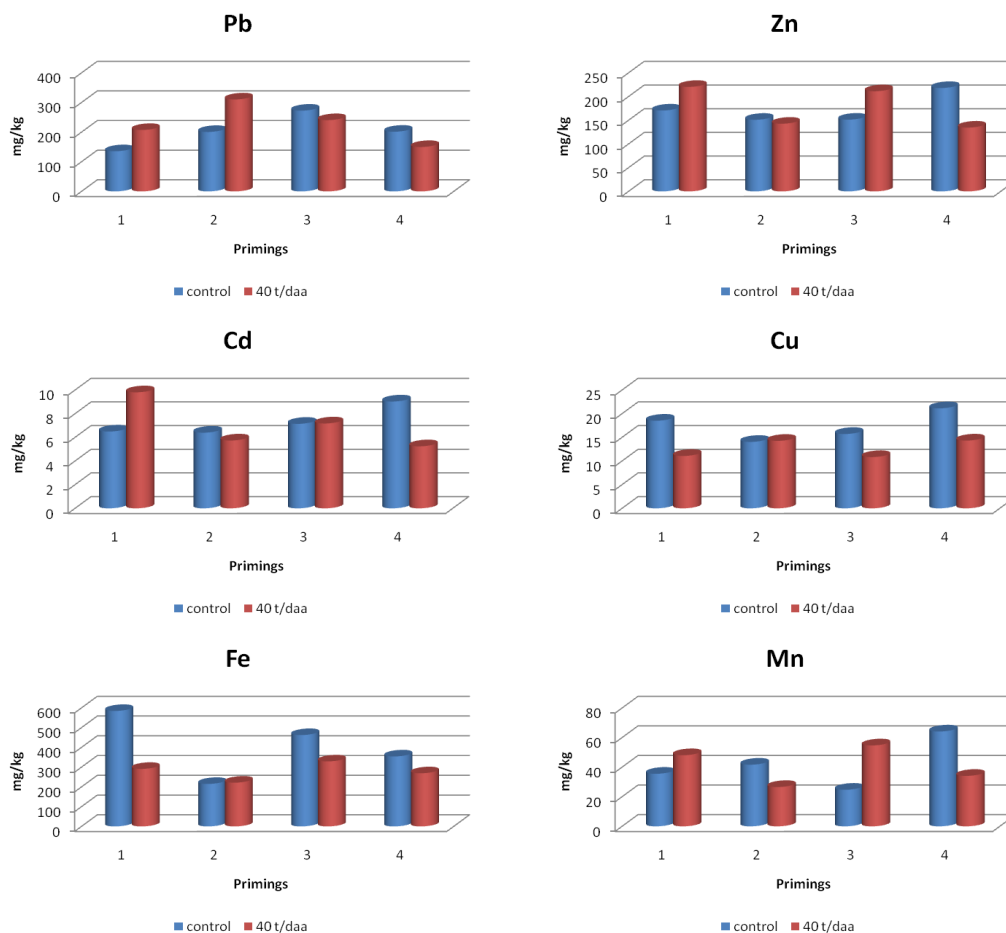 Pb
mg/kg
400
300
200
100
0
1 2 3 4
Primings
control 40 t/daa
Zn
mg/kg
250
200
150
100
50
0
1 2 3 4
Primings
control 40 t/daa
Cd
mg/kg
10
8
6
4
2
0
1 2 3 4
Primings
control 40 t/daa
Cu
mg/kg
25
20
15
10
5
0
1 2 3 4
Primings
control 40 t/daa
Fe
mg/kg
600
500
400
300
200
100
0
1 2 3 4
Primings
control 40 t/daa
Mn
mg/kg
80
60
40
20
0
1 2 3 4
Primings
control 40 t/daa